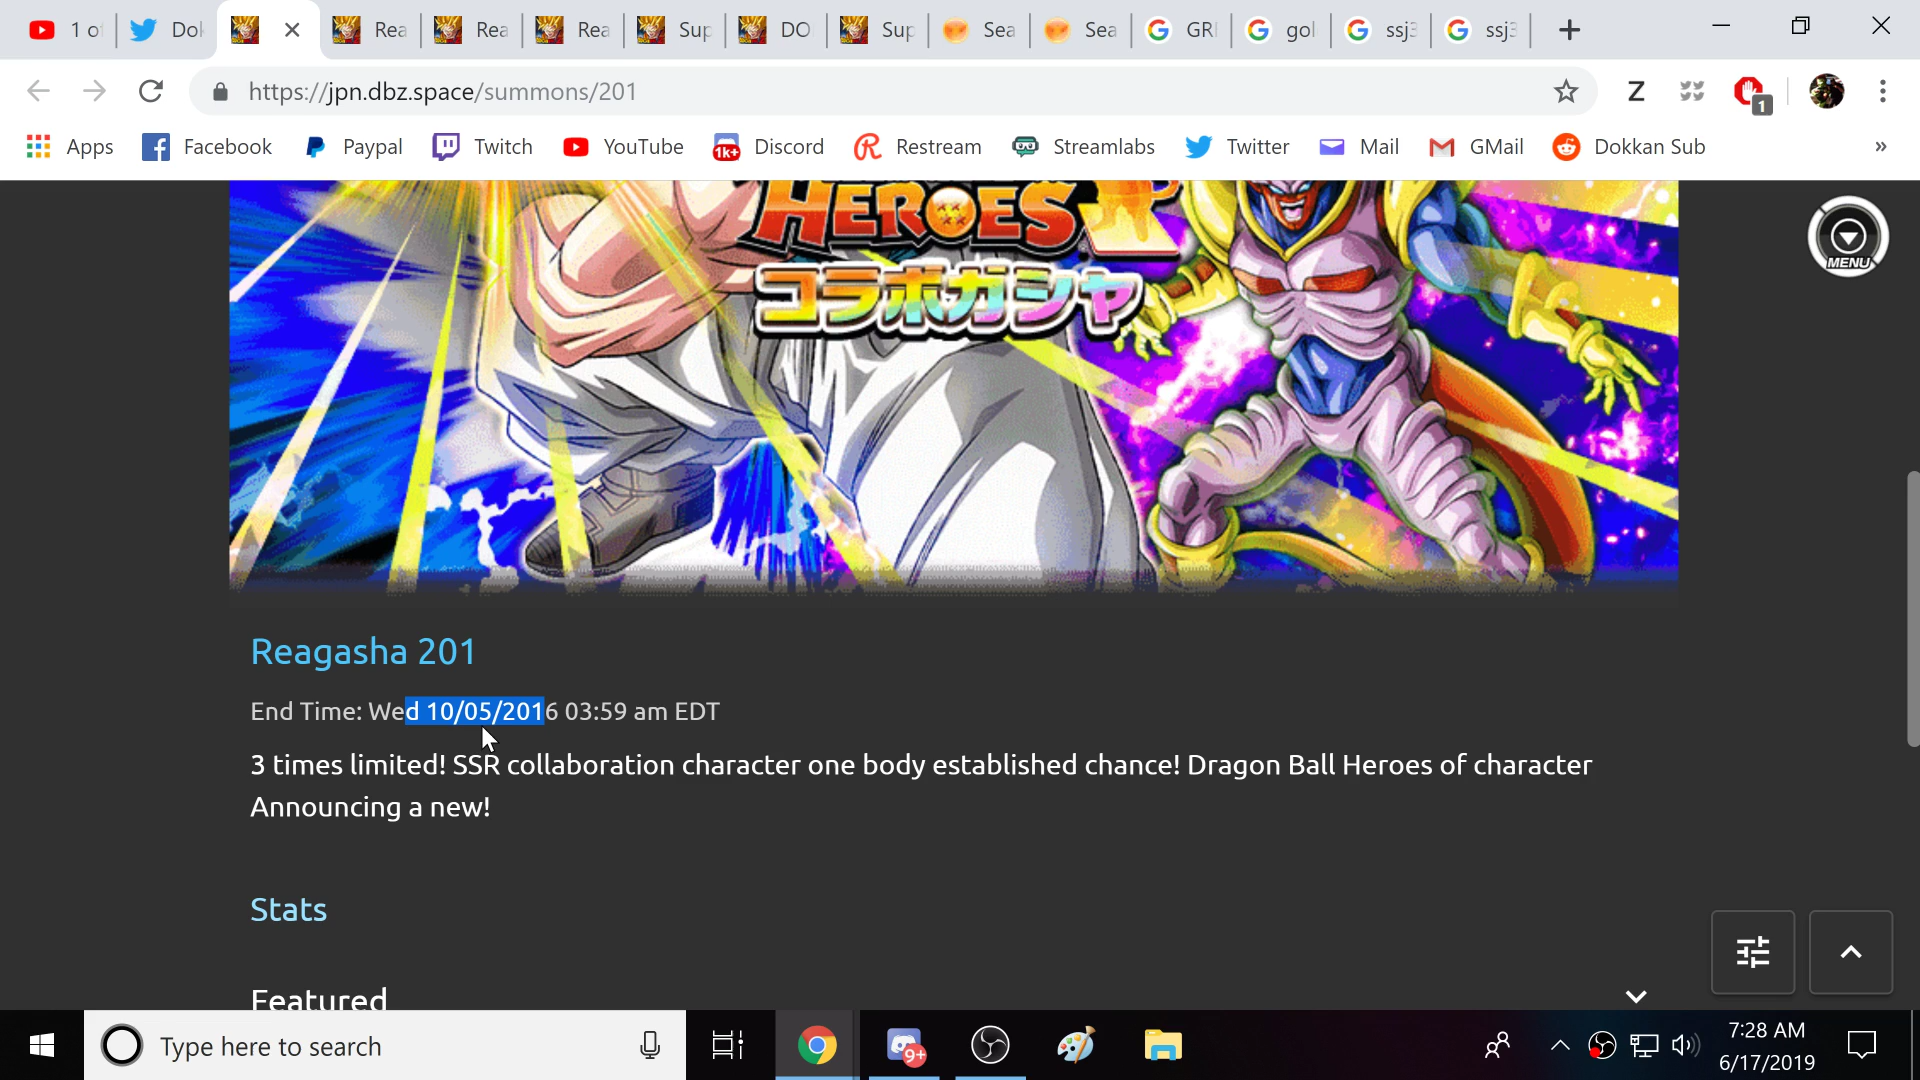 1 of
Dok
Rea
Rea
Rea
Sup
DO
Sup
Sea
Sea
GR
gol
ssj3
ssj3
https://jpn.dbz.space/summons/201
Z
1
Apps
Facebook
Paypal
Twitch
YouTube
1K+
Discord
Restream
Streamlabs
Twitter
Mail
GMail
Dokkan Sub
»
HEROES
コラボガシャ
MENU
Reagasha 201
End Time: Wed 10/05/2016 03:59 am EDT
3 times limited! SSR collaboration character one body established chance! Dragon Ball Heroes of character
Announcing a new!
Stats
Featured
Type here to search
9+
7:28 AM
6/17/2019